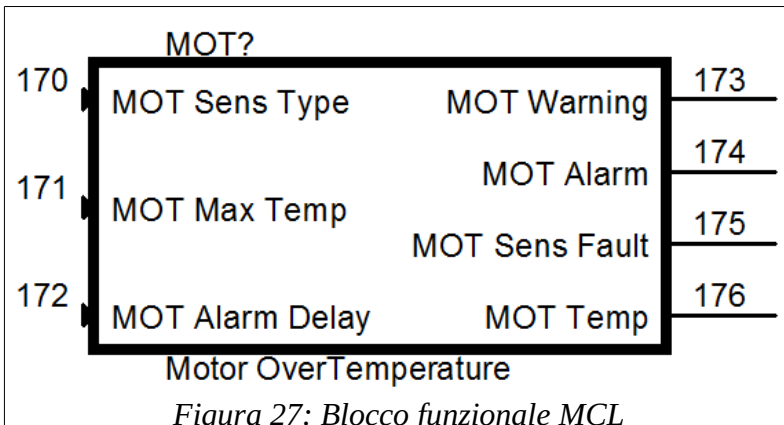 MOT?
170 MOT Sens Type MOT Warning 173
MOT Alarm 174
171 MOT Max Temp
MOT Sens Fault 175
172 MOT Alarm Delay MOT Temp 176
Motor OverTemperature
Figura 27: Blocco funzionale MCL